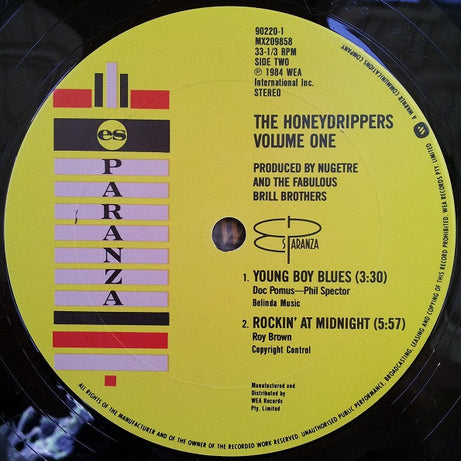 90220-1
MX209858
33-1/3 RPM
SIDE TWO
Ⓟ 1984 WEA
International Inc.
STEREO
THE HONEYDRIPPERS
VOLUME ONE
PRODUCED BY NUGETRE
AND THE FABULOUS
BRILL BROTHERS
es
PARANZA
ES PARANZA
1. YOUNG BOY BLUES (3:30)
Doc Pomus—Phil Spector
Belinda Music
2. ROCKIN' AT MIDNIGHT (5:57)
Roy Brown
Copyright Control
Manufactured and
Distributed by
WEA Records
Pty. Limited
ALL RIGHTS OF THE MANUFACTURER AND OF THE OWNER OF THE RECORDED WORK RESERVED. UNAUTHORISED PUBLIC PERFORMANCE, BROADCASTING, LEASING AND COPYING OF THIS RECORD PROHIBITED. WEA RECORDS PTY. LIMITED.
A WARNER COMMUNICATIONS COMPANY